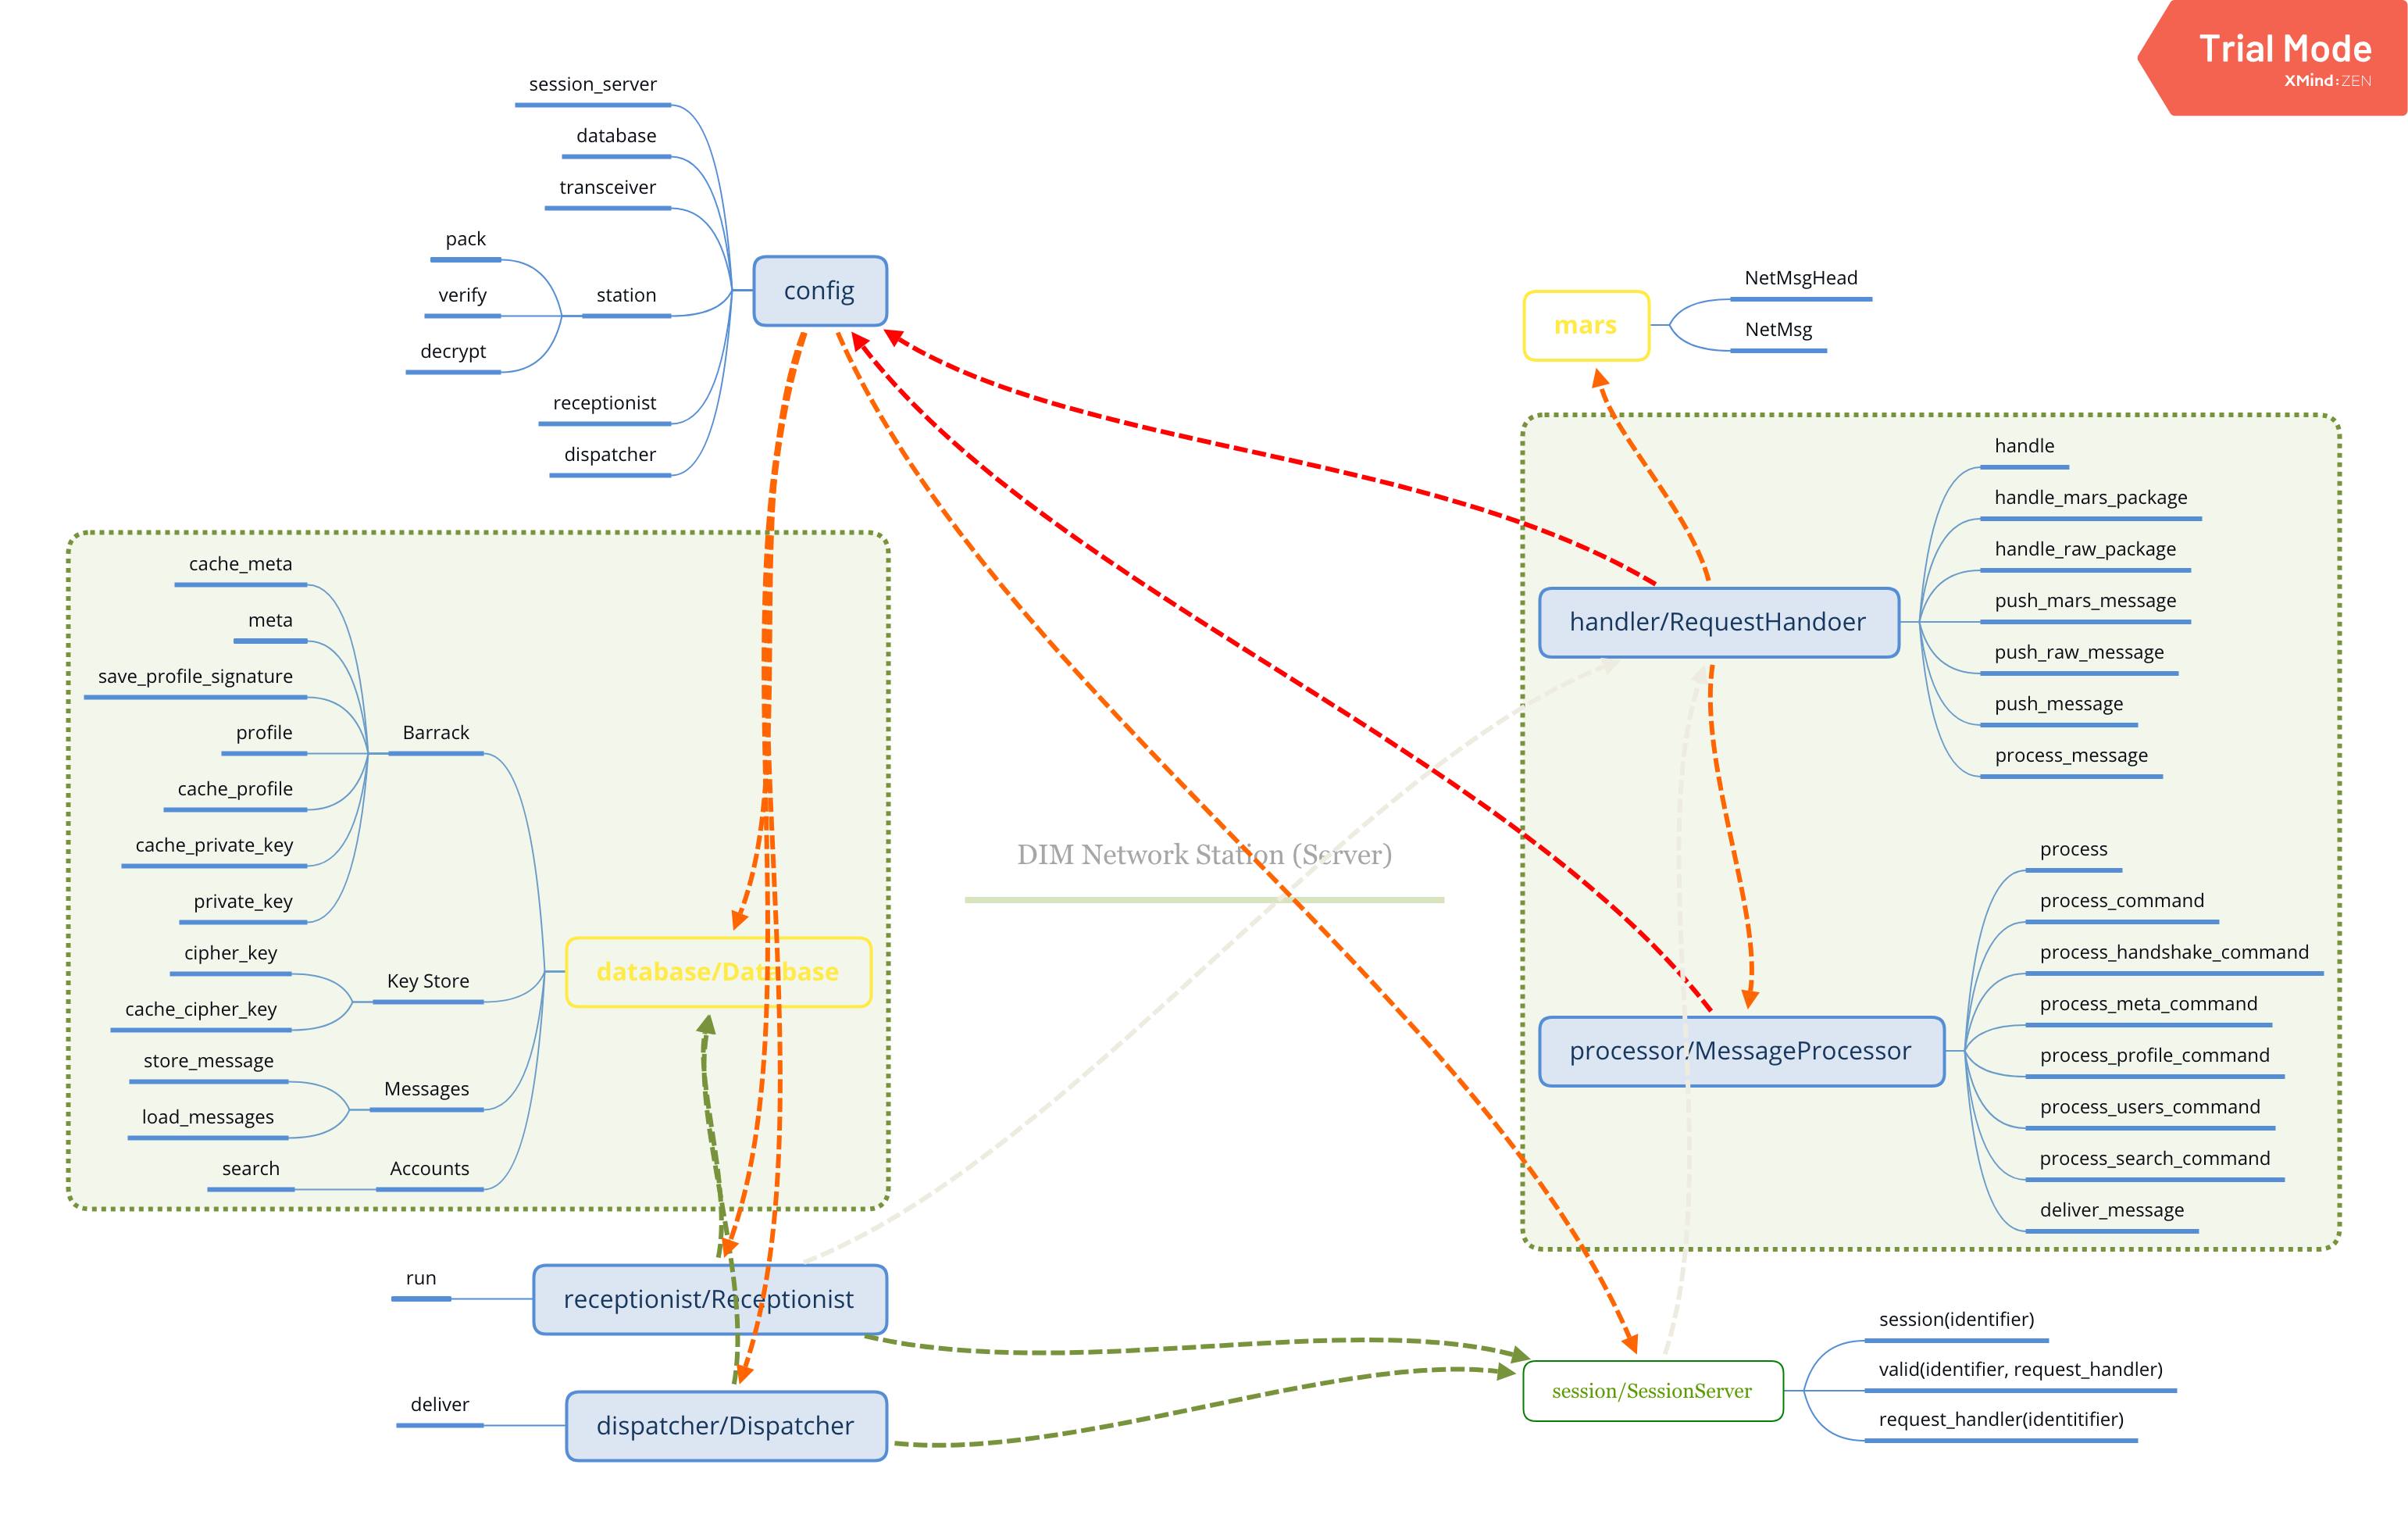 Trial Mode
XMind:ZEN
session_server
database
transceiver
pack
verify
station
decrypt
receptionist
dispatcher
config
mars
NetMsgHead
NetMsg
handle
handle_mars_package
handle_raw_package
push_mars_message
push_raw_message
push_message
process_message
handler/RequestHandoer
cache_meta
meta
save_profile_signature
profile
cache_profile
cache_private_key
private_key
Barrack
cipher_key
cache_cipher_key
Key Store
store_message
load_messages
Messages
search
Accounts
database/Database
DIM Network Station (Server)
process
process_command
process_handshake_command
process_meta_command
process_profile_command
process_users_command
process_search_command
deliver_message
processor/MessageProcessor
run
receptionist/Receptionist
deliver
dispatcher/Dispatcher
session/SessionServer
session(identifier)
valid(identifier, request_handler)
request_handler(identitifier)